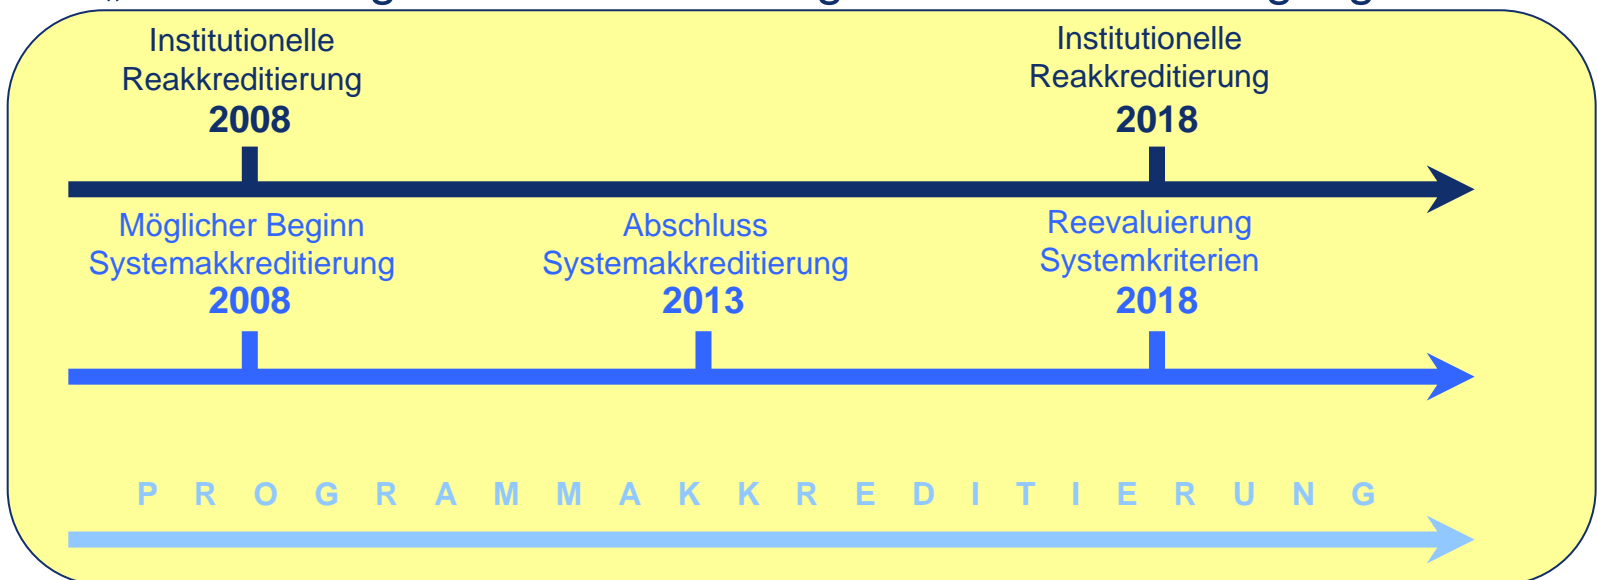 Institutionelle
Reakkreditierung
2008
Institutionelle
Reakkreditierung
2018
Möglicher Beginn
Systemakkreditierung
2008
Abschluss
Systemakkreditierung
2013
Reevaluierung
Systemkriterien
2018
P R O G R A M M A K K R E D I T I E R U N G